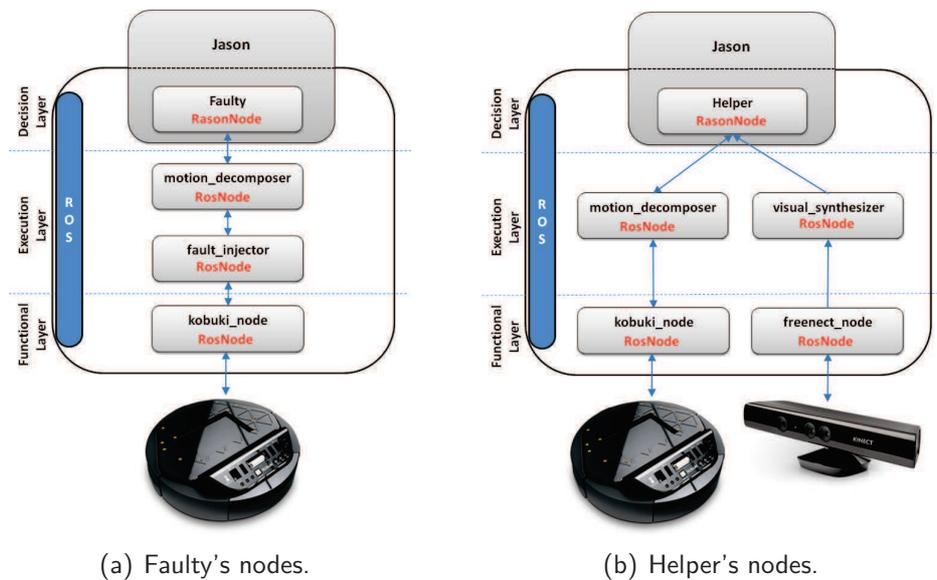 Jason
Faulty
RasonNode
motion_decomposer
RosNode
fault_injector
RosNode
kobuki_node
RosNode
Decision
Layer
Execution
Layer
Functional
Layer
R
O
S
(a) Faulty's nodes.
Jason
Helper
RasonNode
motion_decomposer
RosNode
visual_synthesizer
RosNode
kobuki_node
RosNode
freenect_node
RosNode
Decision
Layer
Execution
Layer
Functional
Layer
R
O
S
KINECT
(b) Helper's nodes.